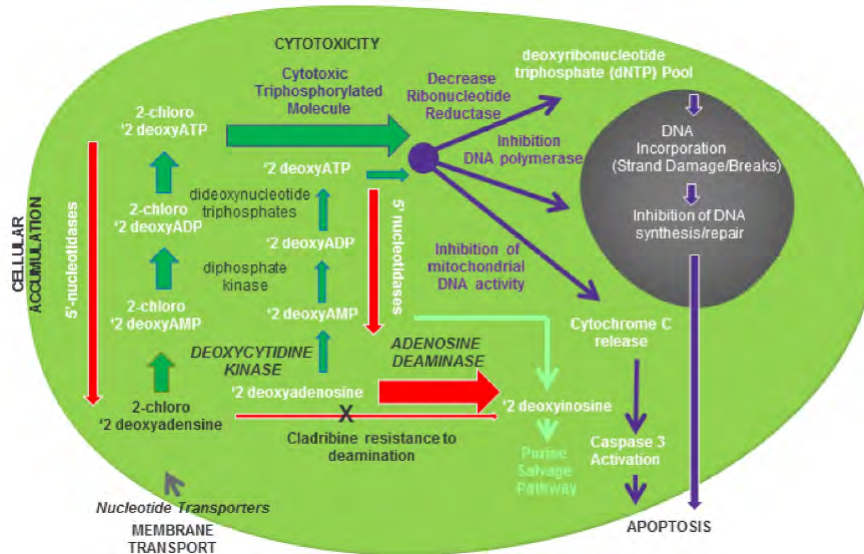 CYTOTOXICITY
Cytotoxic
Triphosphorylated
Molecule
Decrease
Ribonucleotide
Reductase
deoxyribonucleotide
triphosphate (dNTP) Pool
2-chloro
'2 deoxyATP
DNA
Incorporation
(Strand Damage/Breaks)
Inhibition
DNA polymerase
'2 deoxyATP
dideoxynucleotide
triphosphates
2-chloro
'2 deoxyADP
'2 deoxyADP
Inhibition of DNA
synthesis/repair
CELLULAR
ACCUMULATION
5'-nucleotidases
5' nucleotidases
Inhibition of
mitochondrial
DNA activity
diphosphate
kinase
2-chloro
'2 deoxyAMP
'2 deoxyAMP
Cytochrome C
release
DEOXYCYTIDINE
KINASE
ADENOSINE
DEAMINASE
'2 deoxyadenosine
2-chloro
'2 deoxyadensine
X
'2 deoxyinosine
Cladribine resistance to
deamination
Caspase 3
Activation
Purine
Salvage
Pathway
Nucleotide Transporters
MEMBRANE
TRANSPORT
APOPTOSIS